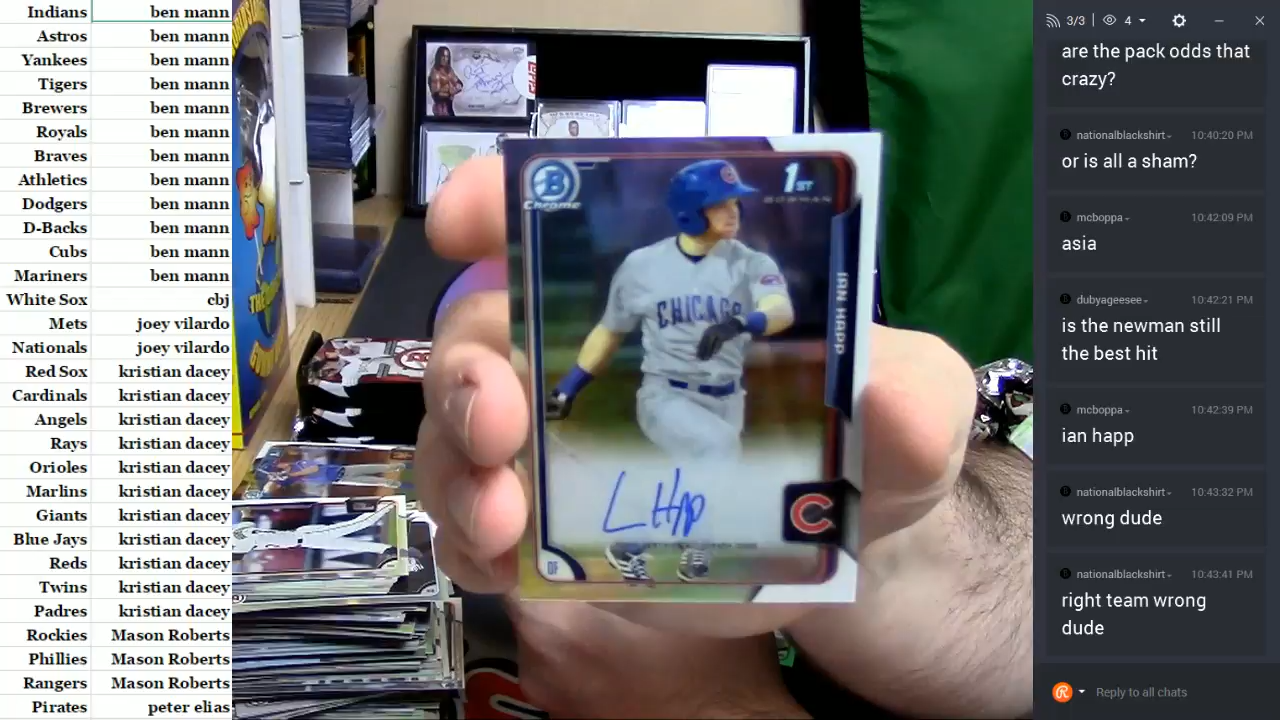 Indians ben mann
Astros ben mann
Yankees ben mann
Tigers ben mann
Brewers ben mann
Royals ben mann
Braves ben mann
Athletics ben mann
Dodgers ben mann
D-Backs ben mann
Cubs ben mann
Mariners ben mann
White Sox cbj
Mets joey vilardo
Nationals joey vilardo
Red Sox kristian dacey
Cardinals kristian dacey
Angels kristian dacey
Rays kristian dacey
Orioles kristian dacey
Marlins kristian dacey
Giants kristian dacey
Blue Jays kristian dacey
Reds kristian dacey
Twins kristian dacey
Padres kristian dacey
Rockies Mason Roberts
Phillies Mason Roberts
Rangers Mason Roberts
Pirates peter elias
B
Chrome
1ST
BOWMAN
CHICAGO
IAN HAPP
C
OF
3/3 4
are the pack odds that
crazy?
nationalblackshirt 10:40:20 PM
or is all a sham?
mcboppa 10:42:09 PM
asia
dubyageesee 10:42:21 PM
is the newman still
the best hit
mcboppa 10:42:39 PM
ian happ
nationalblackshirt 10:43:32 PM
wrong dude
nationalblackshirt 10:43:41 PM
right team wrong
dude
Reply to all chats